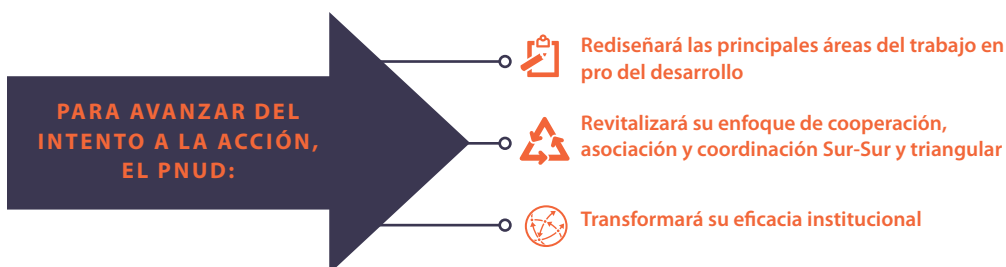 PARA AVANZAR DEL
INTENTO A LA ACCIÓN,
EL PNUD:
Rediseñará las principales áreas del trabajo en
pro del desarrollo
Revitalizará su enfoque de cooperación,
asociación y coordinación Sur-Sur y triangular
Transformará su eficacia institucional